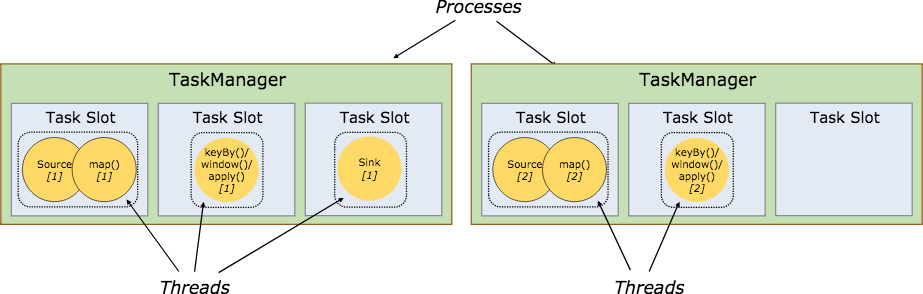 Processes
TaskManager
Task Slot
Source
[1]
map()
[1]
Task Slot
keyBy()/
window()/
apply()
[1]
Task Slot
Sink
[1]
TaskManager
Task Slot
Source
[2]
map()
[2]
Task Slot
keyBy()/
window()/
apply()
[2]
Task Slot
Threads
Threads